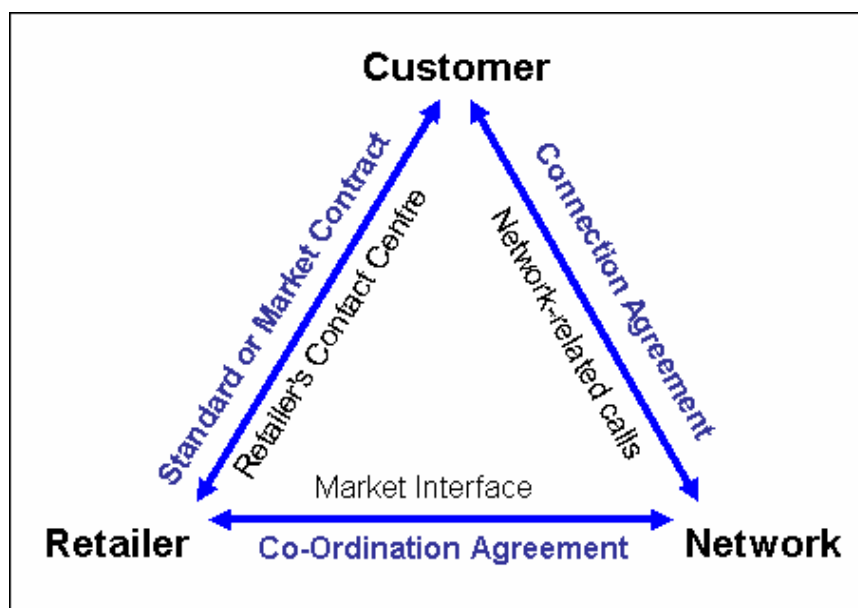 Customer
Standard or Market Contract
Retailer's Contact Centre
Network-related calls
Connection Agreement
Market Interface
Retailer
Co-Ordination Agreement
Network